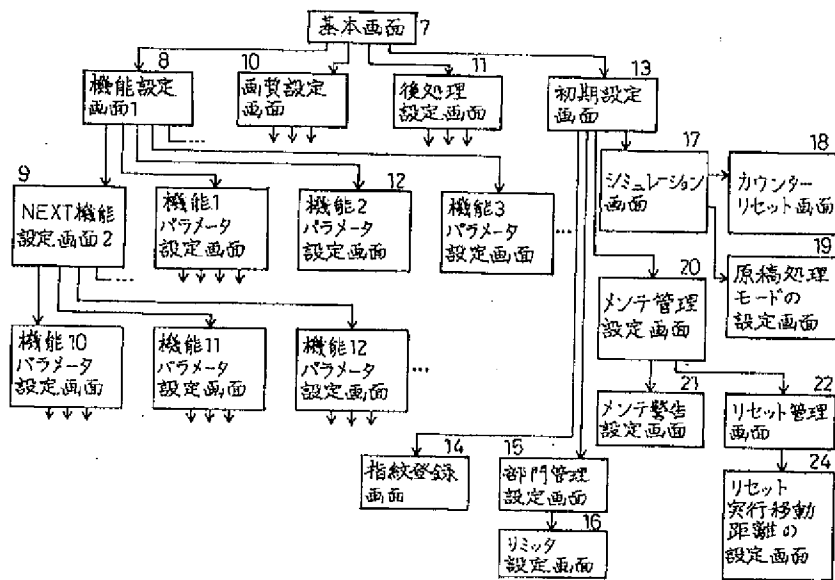 基本画面
7
8
機能設定
画面1
10
画質設定
画面
11
後処理
設定画面
13
初期設定
画面
17
シミュレーション
画面
18
カウンター
リセット画面
9
NEXT機能
設定画面2
機能1
パラメータ
設定画面
12
機能2
パラメータ
設定画面
機能3
パラメータ
設定画面
...
19
原稿処理
モードの
設定画面
20
メンテ管理
設定画面
機能10
パラメータ
設定画面
機能11
パラメータ
設定画面
機能12
パラメータ
設定画面
...
21
メンテ警告
設定画面
22
リセット管理
画面
14
指紋登録
画面
15
部門管理
設定画面
16
リミッタ
設定画面
24
リセット
実行移動
距離の
設定画面